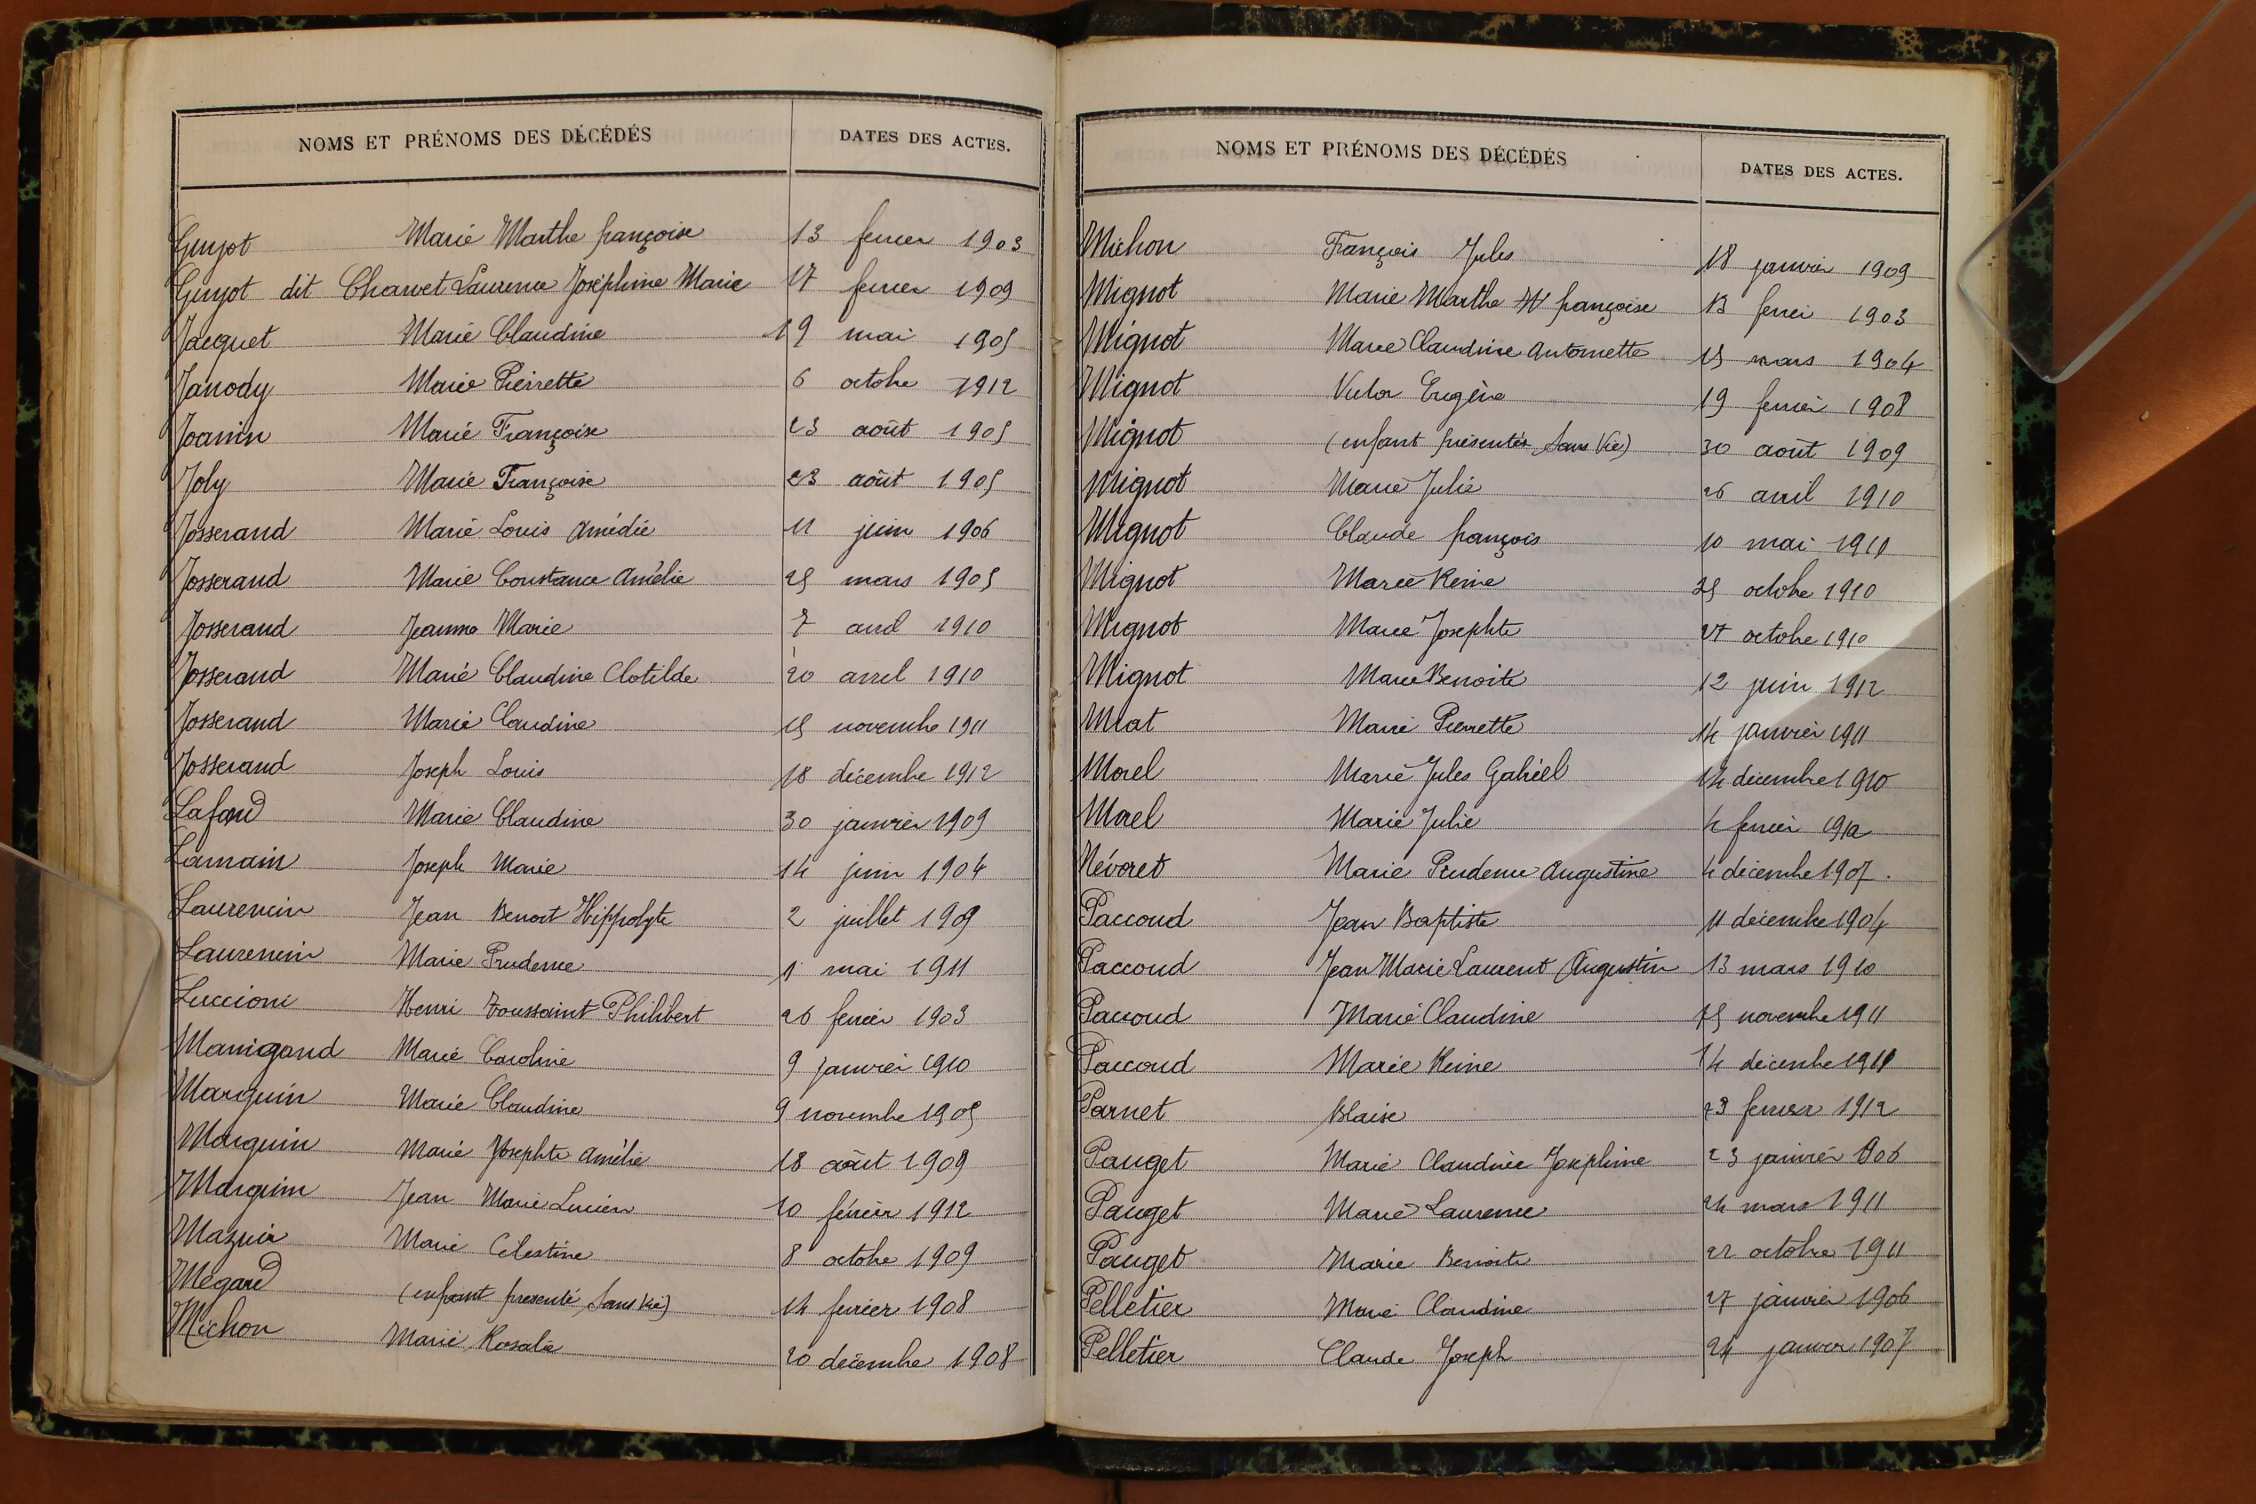 NOMS ET PRÉNOMS DES DÉCÉDÉS DATES DES ACTES.
Guyot Marie Marthe françoise 13 fevrier 1903
Guyot dit Charvet Laurence Joséphine Marie 17 fevrier 1909
Jacquet Marie Claudine 19 mai 1905
Janody Marie Pierrette 6 octobre 1912
Joanin Marie Françoise 23 août 1905
Joly Marie Françoise 23 août 1905
Josserand Marie Louis Amédée 11 juin 1906
Josserand Marie Constance Amélie 25 mars 1905
Josserand Jeanne Marie 7 avril 1910
Josserand Marie Claudine Clotilde 20 avril 1910
Josserand Marie Claudine 15 novembre 1911
Josserand Joseph Louis 18 décembre 1912
Lafond Marie Claudine 30 janvier 1909
Lamain Joseph Marie 14 juin 1904
Laurencin Jean Benoit Hippolyte 2 juillet 1909
Laurencin Marie Prudence 1 mai 1911
Luccioni Henri Toussaint Philibert 26 fevrier 1903
Manigand Marie Caroline 9 janvier 1910
Marquin Marie Claudine 9 novembre 1905
Marquin Marie Josephte Amélie 18 août 1909
Marquin Jean Marie Lucien 10 février 1912
Mazuir Marie Celestine 8 octobre 1909
Mégard (enfant presenté sans vie) 14 fevrier 1908
Michon Marie Rosalie 20 décembre 1908
NOMS ET PRÉNOMS DES DÉCÉDÉS DATES DES ACTES.
Michon François Jules 18 janvier 1909
Mignot Marie Marthe françoise 13 fevrier 1903
Mignot Marie Claudine Antoinette 15 mars 1904
Mignot Victor Eugène 19 fevrier 1908
Mignot (enfant présenté sans vie) 30 août 1909
Mignot Marie Julie 26 avril 1910
Mignot Claude françois 10 mai 1910
Mignot Marie Reine 25 octobre 1910
Mignot Marie Josephte 27 octobre 1910
Mignot Marie Benoite 12 juin 1912
Miat Marie Pierrette 14 janvier 1911
Morel Marie Jules Gabriel 14 décembre 1910
Morel Marie Julie 4 fevrier 1912
Névoret Marie Prudence Augustine 4 décembre 1907.
Paccoud Jean Baptiste 11 décembre 1904
Paccoud Jean Marie Laurent Augustin 13 mars 1910
Paccoud Marie Claudine 15 novembre 1911
Paccoud Marie Reine 14 décembre 1911
Parnet Blaise 23 fevrier 1912
Pauget Marie Claudine Joséphine 23 janvier 1906
Pauget Marie Laurence 24 mars 1911
Pauget Marie Benoite 22 octobre 1911
Pelletier Marie Claudine 27 janvier 1906
Pelletier Claude Joseph 24 janvier 1907